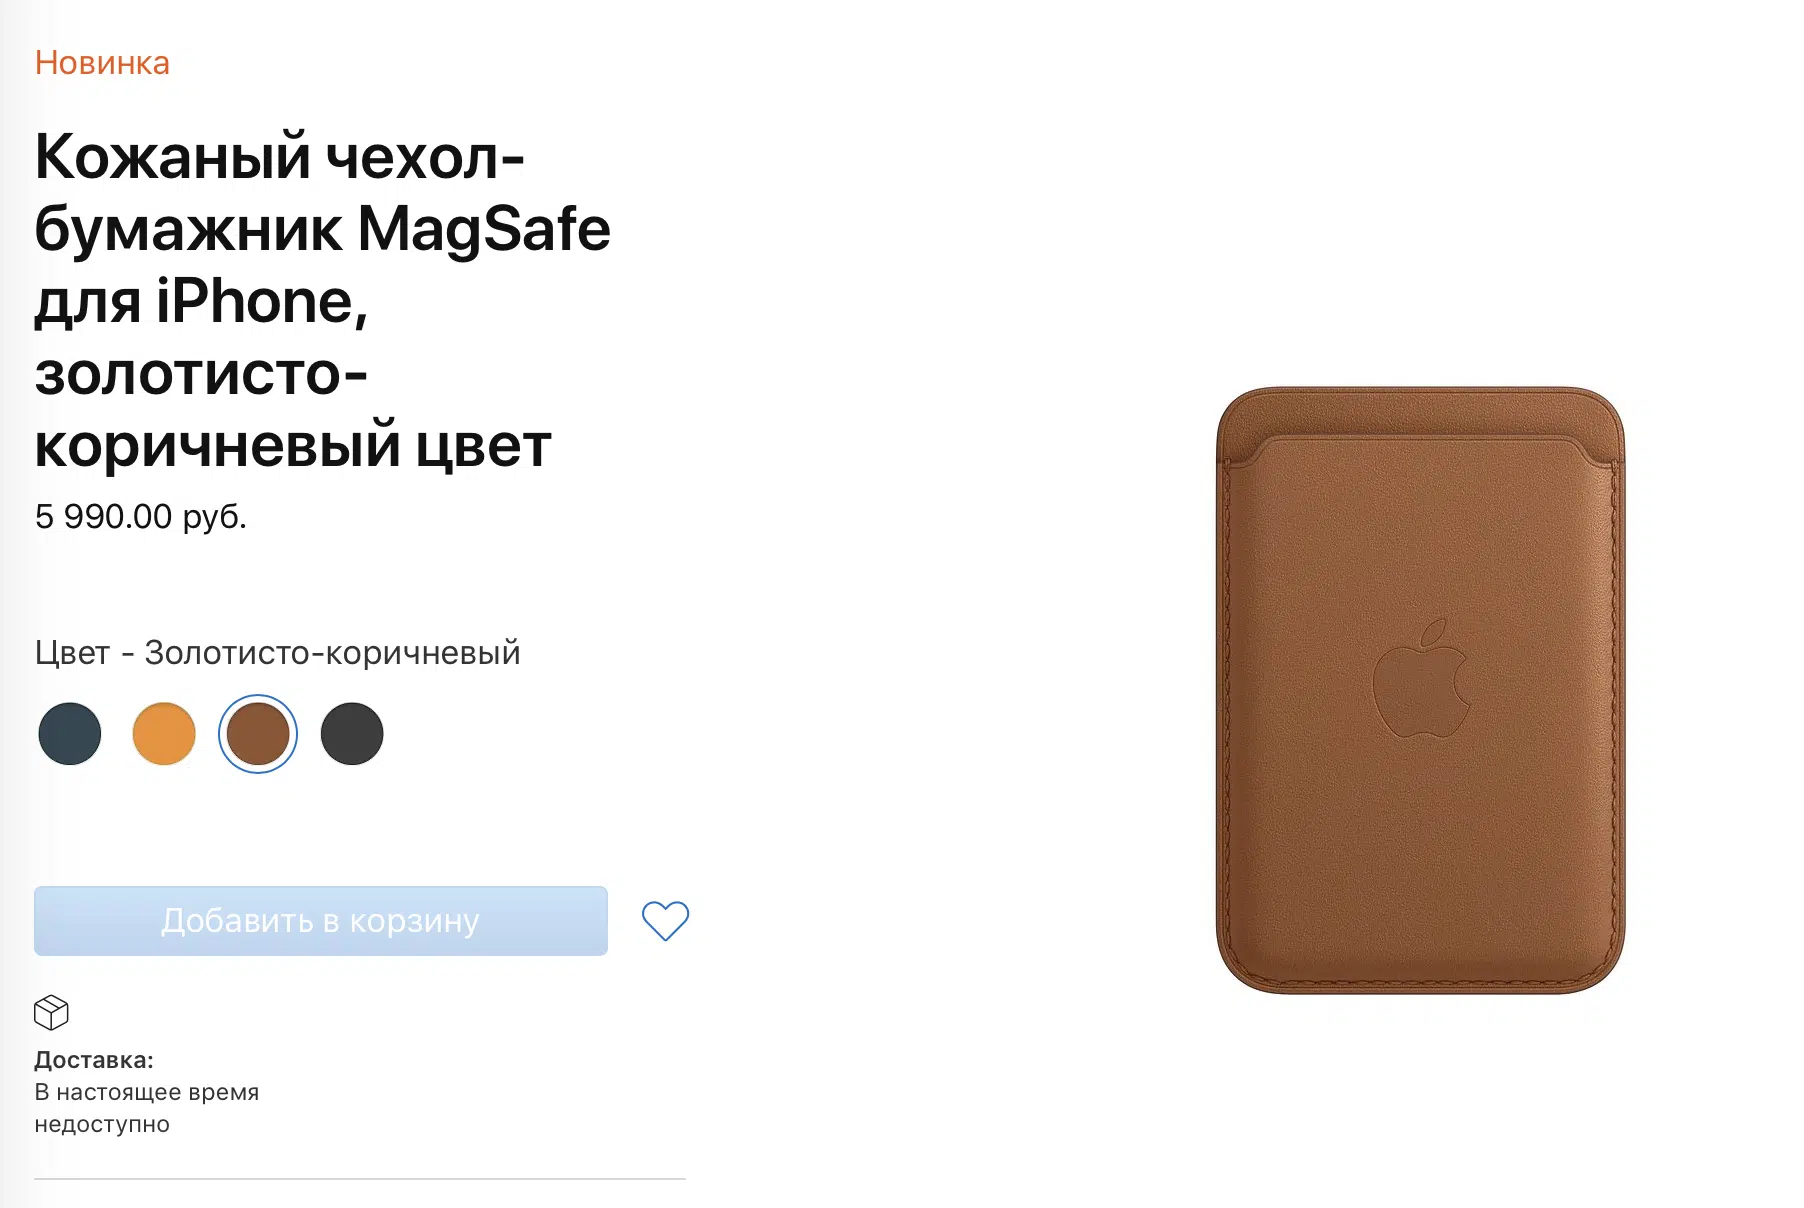 Новинка
Кожаный чехол-
бумажник MagSafe
для iPhone,
золотисто-
коричневый цвет
5 990.00 руб.
Цвет - Золотисто-коричневый
Добавить в корзину
Доставка:
В настоящее время
недоступно